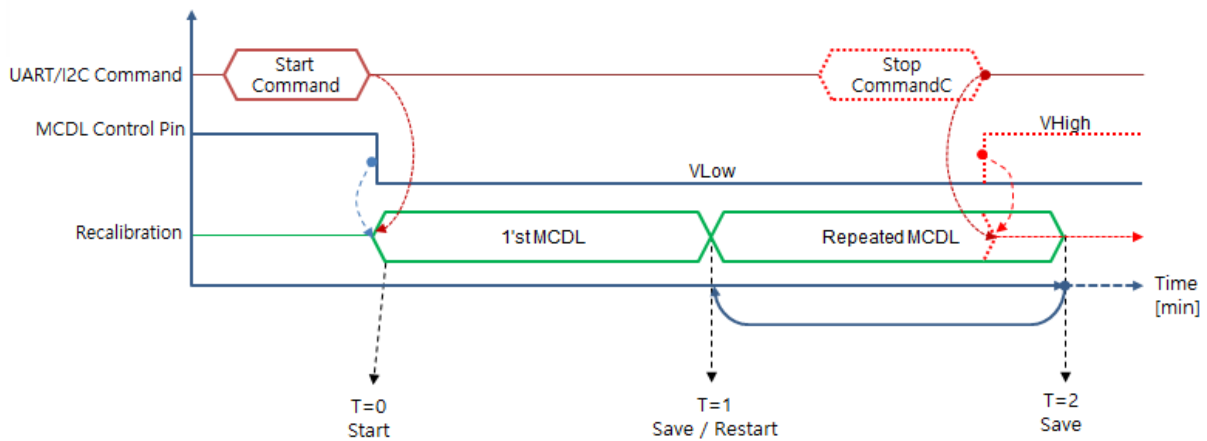 Start
Command
Stop
CommandC
UART/I2C Command
MCDL Control Pin
VHigh
VLow
Recalibration
1'st MCDL
Repeated MCDL
Time
[min]
T=0
Start
T=1
Save / Restart
T=2
Save